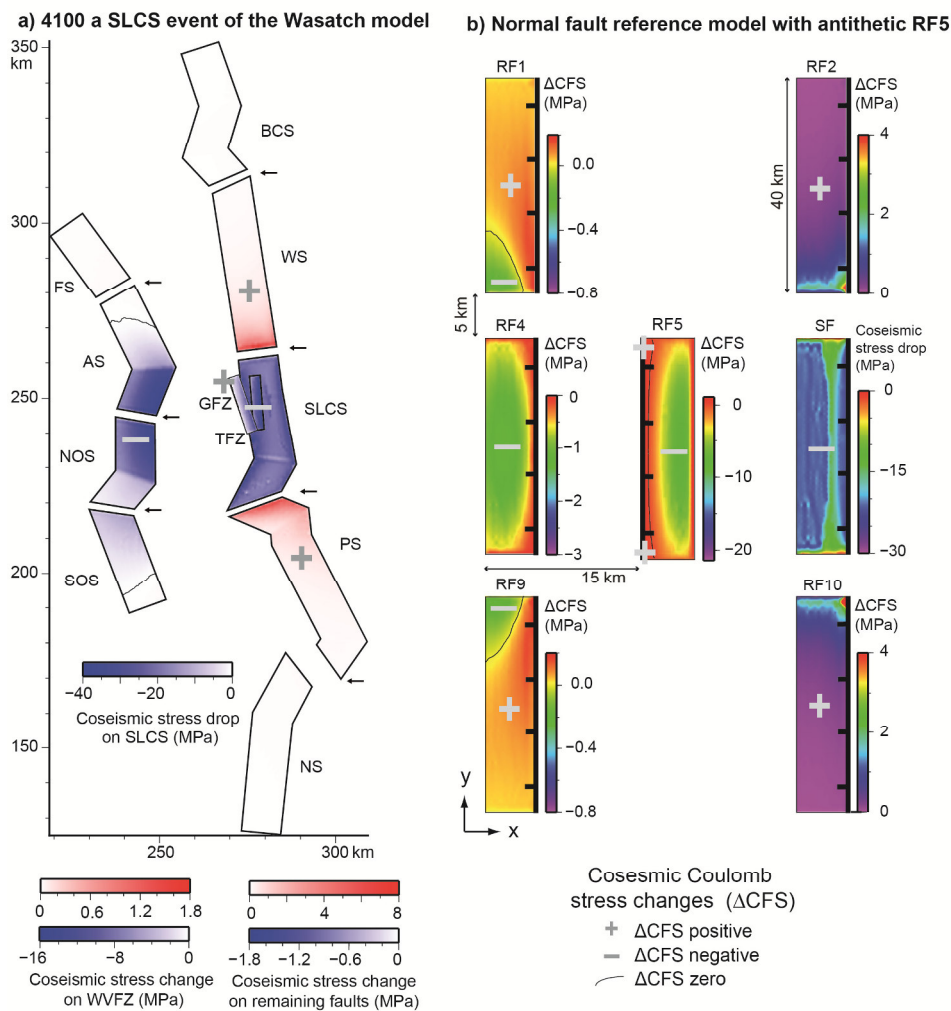 a) 4100 a SLCS event of the Wasatch model
350
km
300
250
200
150
250
300 km
BCS
WS
FS
AS
GFZ
SLCS
TFZ
NOS
PS
SOS
NS
−40
−20
0
Coseismic stress drop
on SLCS (MPa)
0
0.6
1.2
1.8
−16
−8
0
Coseismic stress change
on WVFZ (MPa)
0
4
8
−1.8
−1.2
−0.6
0
Coseismic stress change
on remaining faults (MPa)
b) Normal fault reference model with antithetic RF5
RF1
ΔCFS
(MPa)
0.0
−0.4
−0.8
40 km
RF2
ΔCFS
(MPa)
4
2
0
5 km
RF4
ΔCFS
(MPa)
0
−1
−2
−3
RF5
ΔCFS
(MPa)
0
−10
−20
SF
Coseismic
stress drop
(MPa)
0
−15
−30
15 km
RF9
ΔCFS
(MPa)
0.0
−0.4
−0.8
RF10
ΔCFS
(MPa)
4
2
0
y
x
Cosesmic Coulomb
stress changes (ΔCFS)
+ ΔCFS positive
− ΔCFS negative
ΔCFS zero